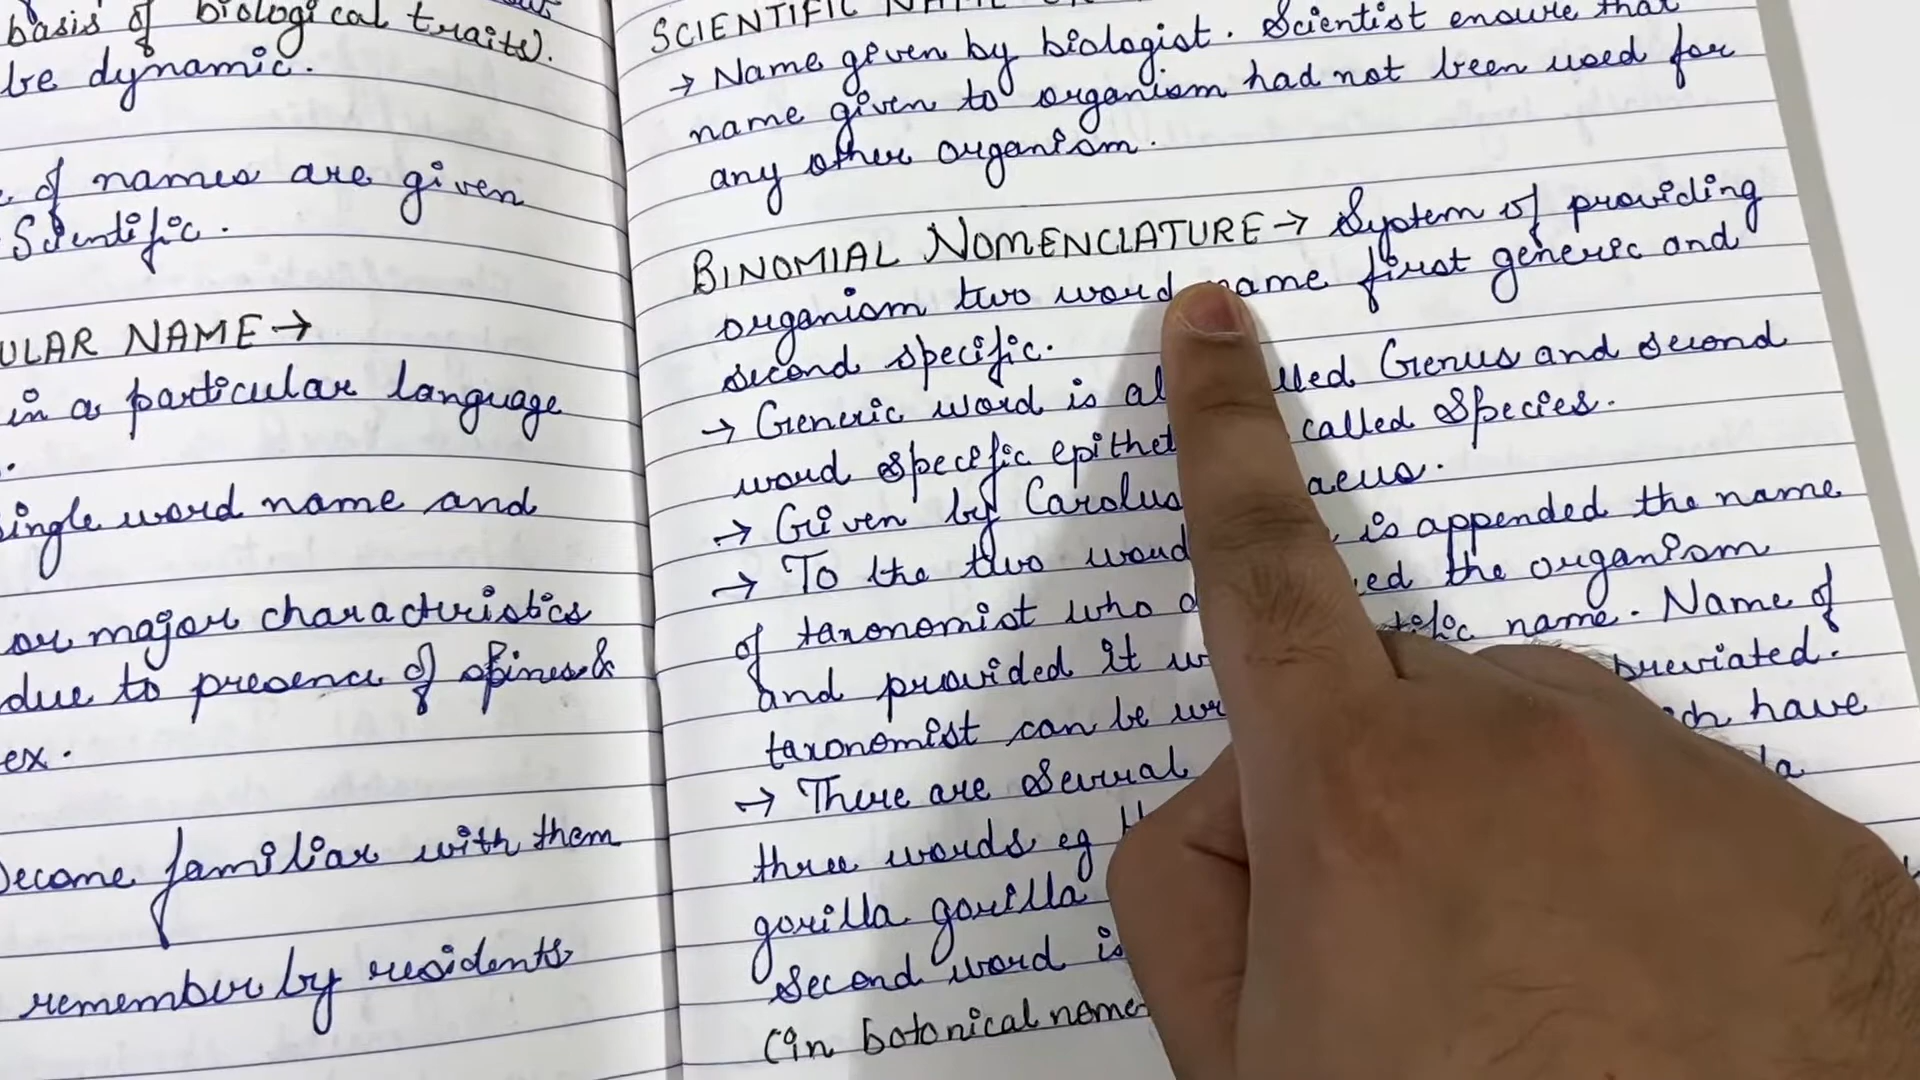 basis of biological traits).
be dynamic.
of names are given
Scientific.
ULAR NAME →
in a particular language
single word name and
or major characteristics
due to presence of spines &
ex.
become familiar with them
remember by residents
SCIENTIFIC NAME
→ Name given by biologist. Scientist ensure that
name given to organism had not been used for
any other organism.
BINOMIAL NOMENCLATURE → System of providing
organism two word name first generic and
second specific.
→ Generic word is al lled Genus and second
word specific epithet called Species.
→ Given by Carolus aeus.
→ To the two word is appended the name
of taxonomist who ed the organism
and provided it tific name. Name of
taxonomist can be wr breviated.
→ There are several ch have
three words eg la
gorilla gorilla
Second word is
(in botanical name